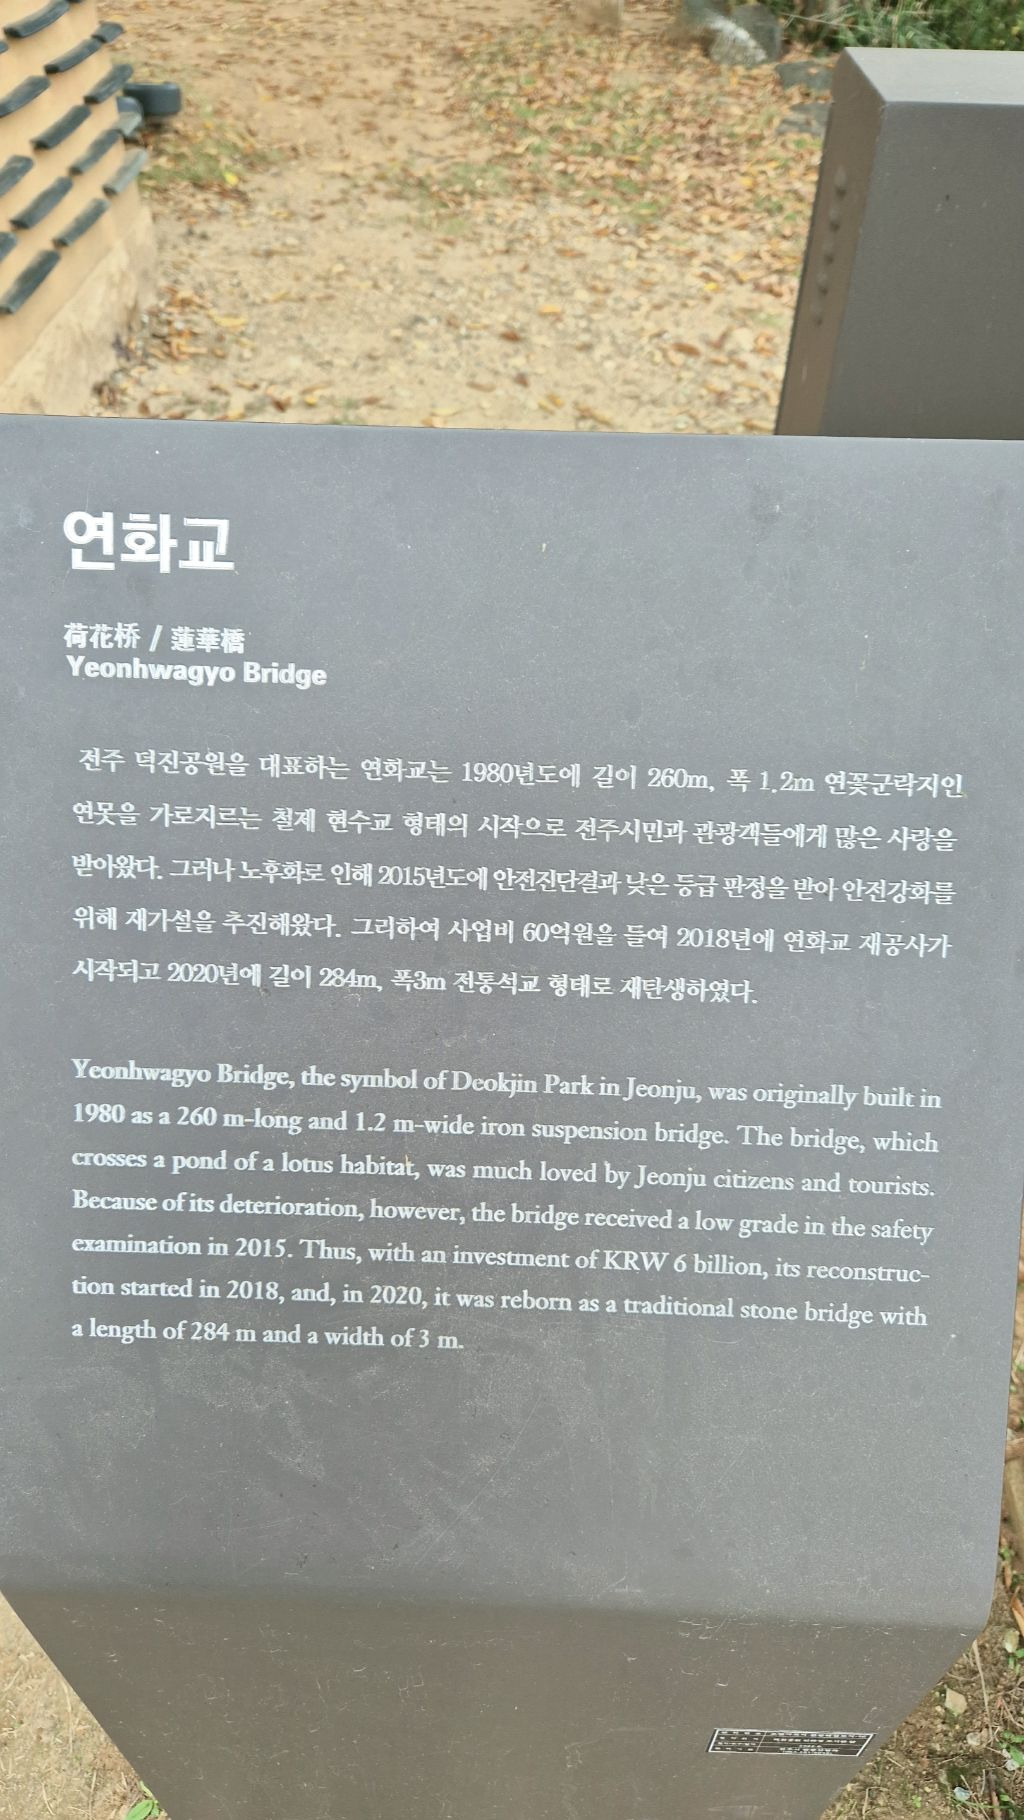 연화교
荷花桥 / 蓮華橋
Yeonhwagyo Bridge
전주 덕진공원을 대표하는 연화교는 1980년도에 길이 260m, 폭 1.2m 연꽃군락지인
연못을 가로지르는 철제 현수교 형태의 시작으로 전주시민과 관광객들에게 많은 사랑을
받아왔다. 그러나 노후화로 인해 2015년도에 안전진단결과 낮은 등급 판정을 받아 안전강화를
위해 재가설을 추진해왔다. 그리하여 사업비 60억원을 들여 2018년에 연화교 재공사가
시작되고 2020년에 길이 284m, 폭3m 전통석교 형태로 재탄생하였다.
Yeonhwagyo Bridge, the symbol of Deokjin Park in Jeonju, was originally built in
1980 as a 260 m-long and 1.2 m-wide iron suspension bridge. The bridge, which
crosses a pond of a lotus habitat, was much loved by Jeonju citizens and tourists.
Because of its deterioration, however, the bridge received a low grade in the safety
examination in 2015. Thus, with an investment of KRW 6 billion, its reconstruc-
tion started in 2018, and, in 2020, it was reborn as a traditional stone bridge with
a length of 284 m and a width of 3 m.